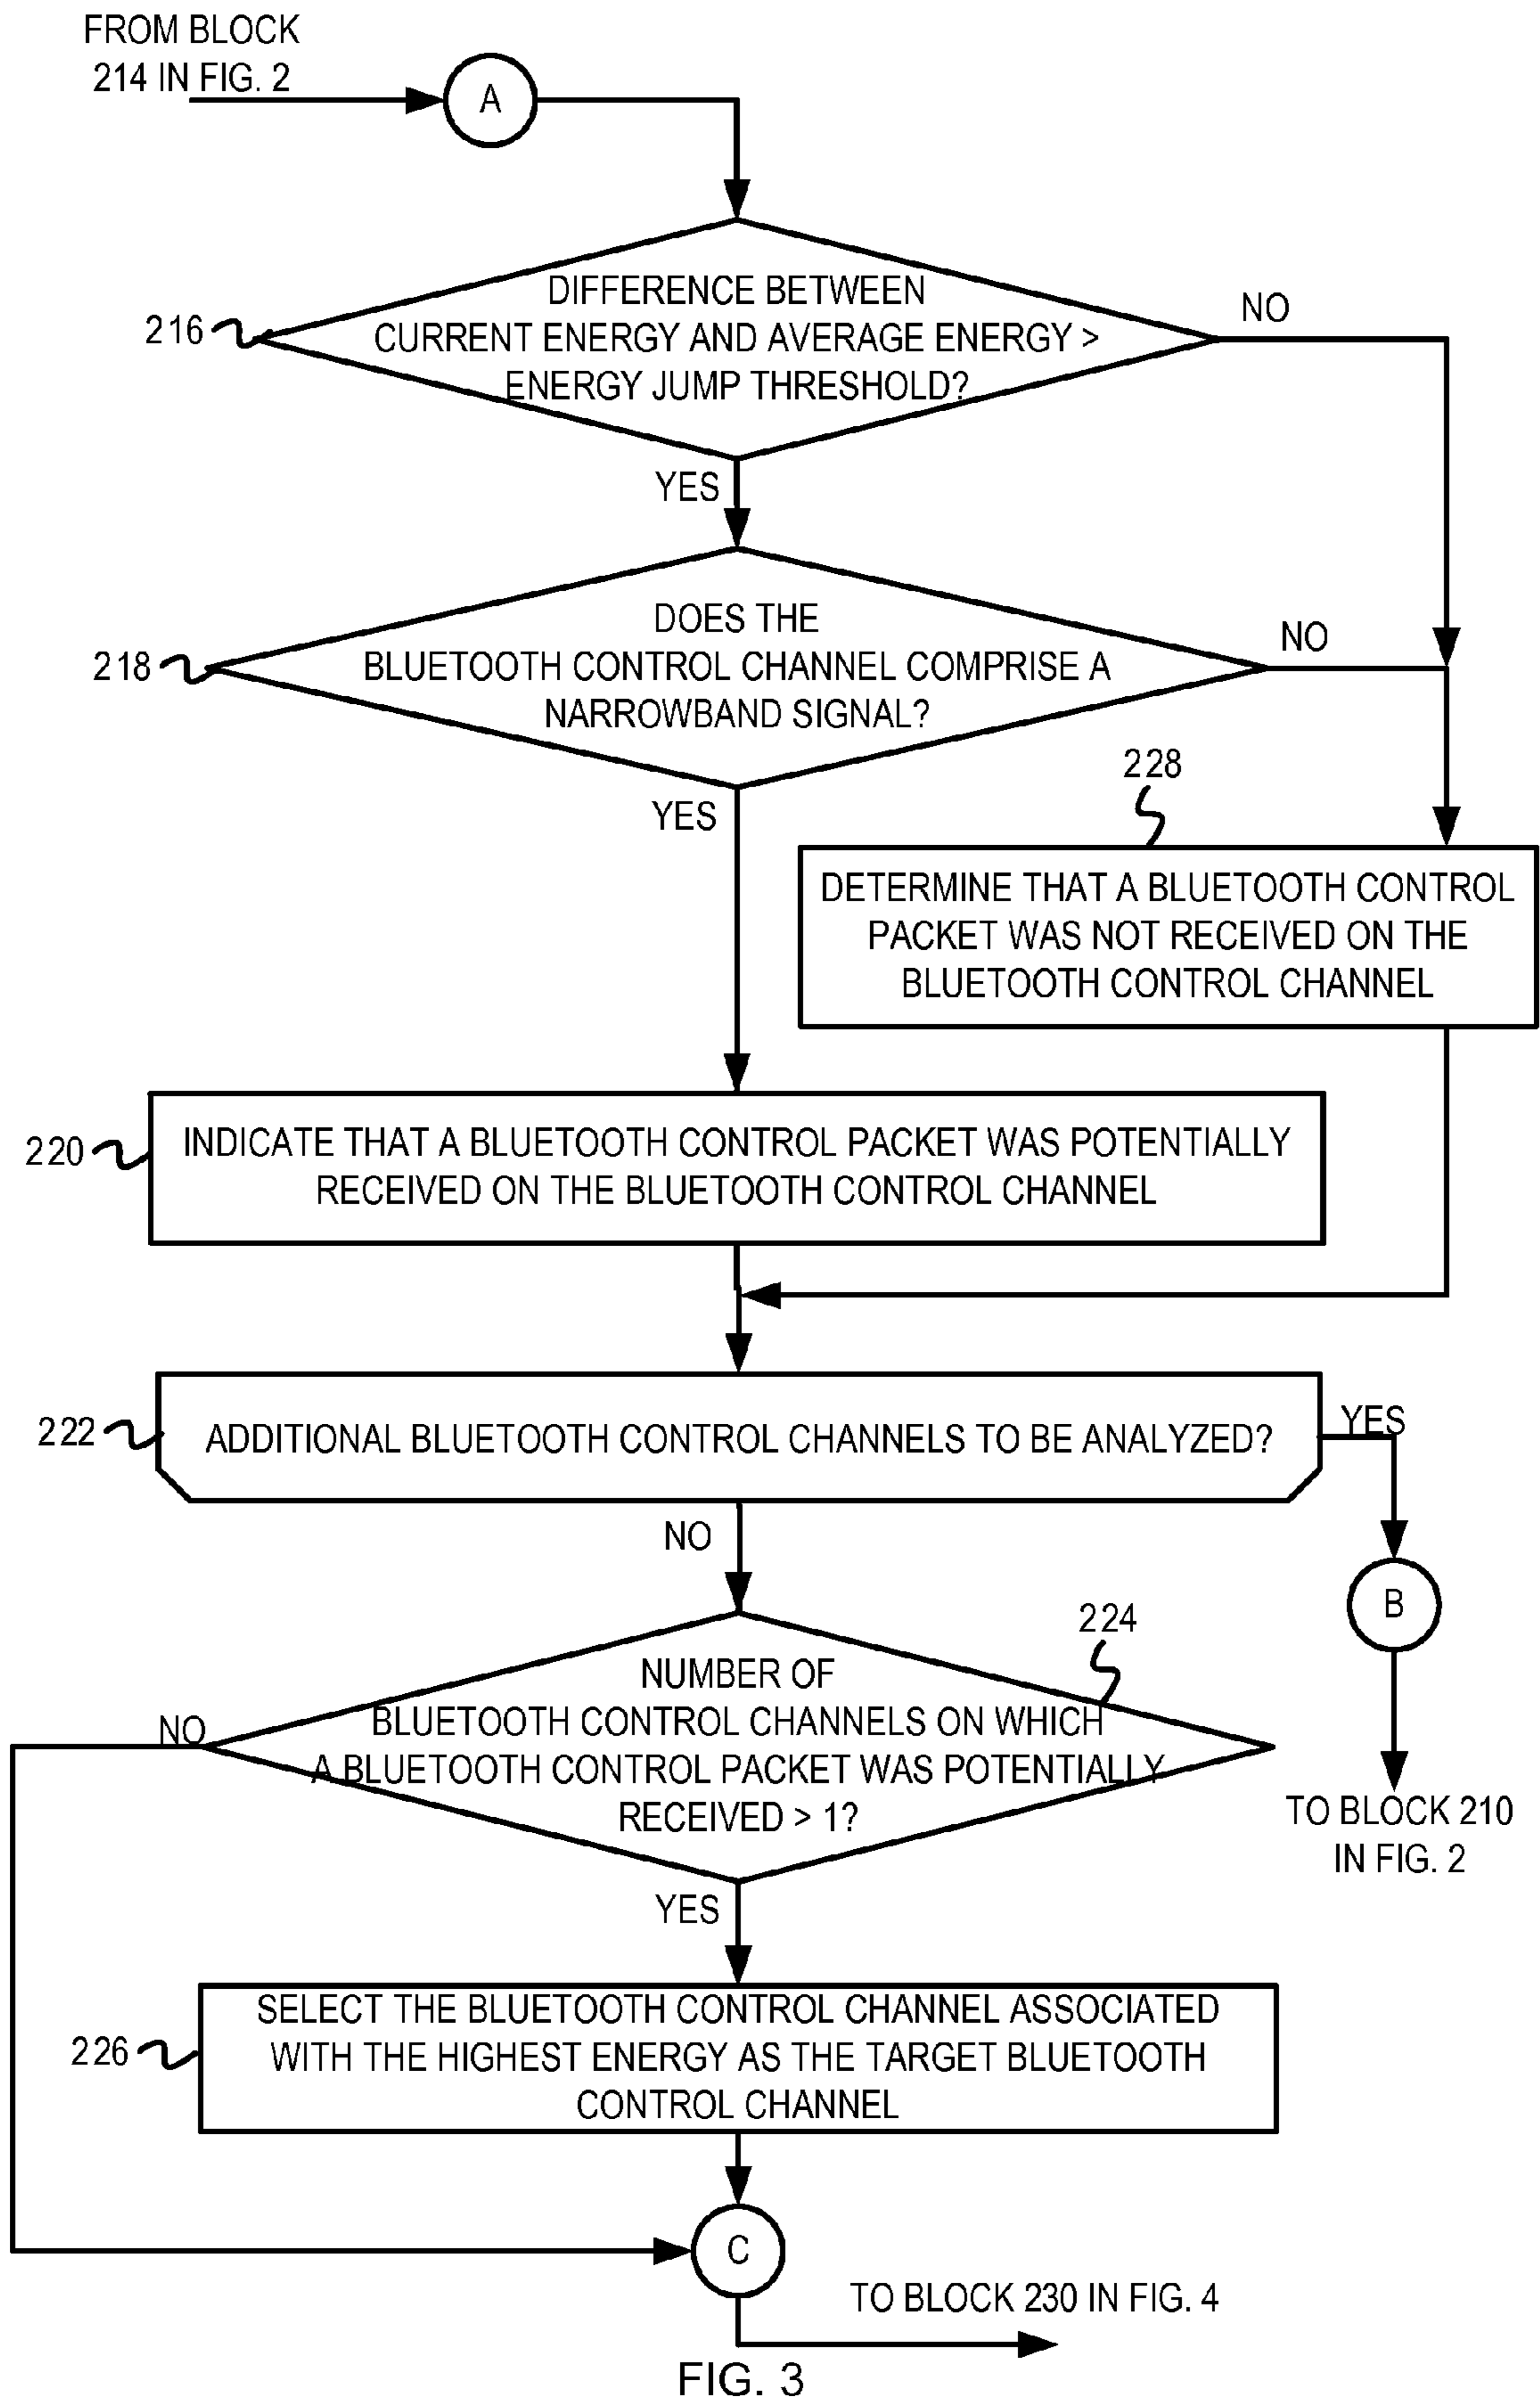 FROM BLOCK
214 IN FIG. 2
A
DIFFERENCE BETWEEN
CURRENT ENERGY AND AVERAGE ENERGY >
ENERGY JUMP THRESHOLD?
216
NO
YES
DOES THE
BLUETOOTH CONTROL CHANNEL COMPRISE A
NARROWBAND SIGNAL?
218
NO
YES
228
DETERMINE THAT A BLUETOOTH CONTROL
PACKET WAS NOT RECEIVED ON THE
BLUETOOTH CONTROL CHANNEL
220
INDICATE THAT A BLUETOOTH CONTROL PACKET WAS POTENTIALLY
RECEIVED ON THE BLUETOOTH CONTROL CHANNEL
222
ADDITIONAL BLUETOOTH CONTROL CHANNELS TO BE ANALYZED?
YES
NO
B
TO BLOCK 210
IN FIG. 2
224
NUMBER OF
BLUETOOTH CONTROL CHANNELS ON WHICH
A BLUETOOTH CONTROL PACKET WAS POTENTIALLY
RECEIVED > 1?
NO
YES
226
SELECT THE BLUETOOTH CONTROL CHANNEL ASSOCIATED
WITH THE HIGHEST ENERGY AS THE TARGET BLUETOOTH
CONTROL CHANNEL
C
TO BLOCK 230 IN FIG. 4
FIG. 3